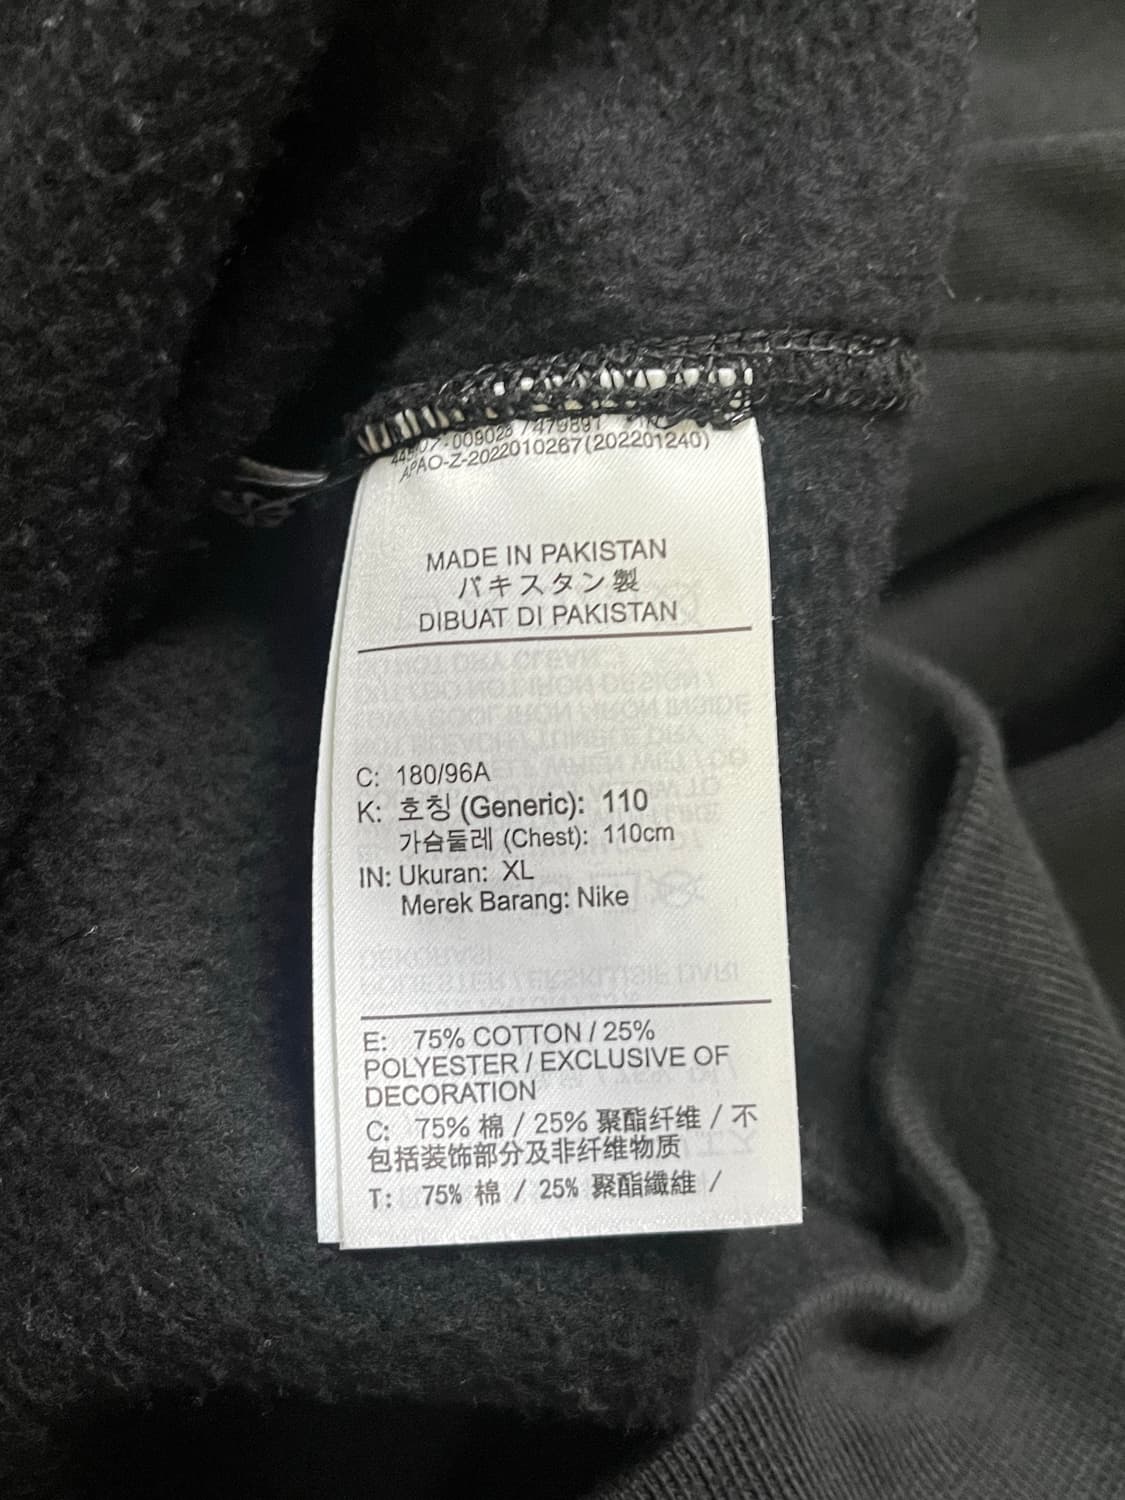 APAO-Z-2022010267(202201240)
MADE IN PAKISTAN
パキスタン製
DIBUAT DI PAKISTAN
C: 180/96A
K: 호칭 (Generic): 110
가슴둘레 (Chest): 110cm
IN: Ukuran: XL
Merek Barang: Nike
E: 75% COTTON / 25%
POLYESTER / EXCLUSIVE OF
DECORATION
C: 75% 棉 / 25% 聚酯纤维 / 不
包括装饰部分及非纤维物质
T: 75% 棉 / 25% 聚酯纖維 /